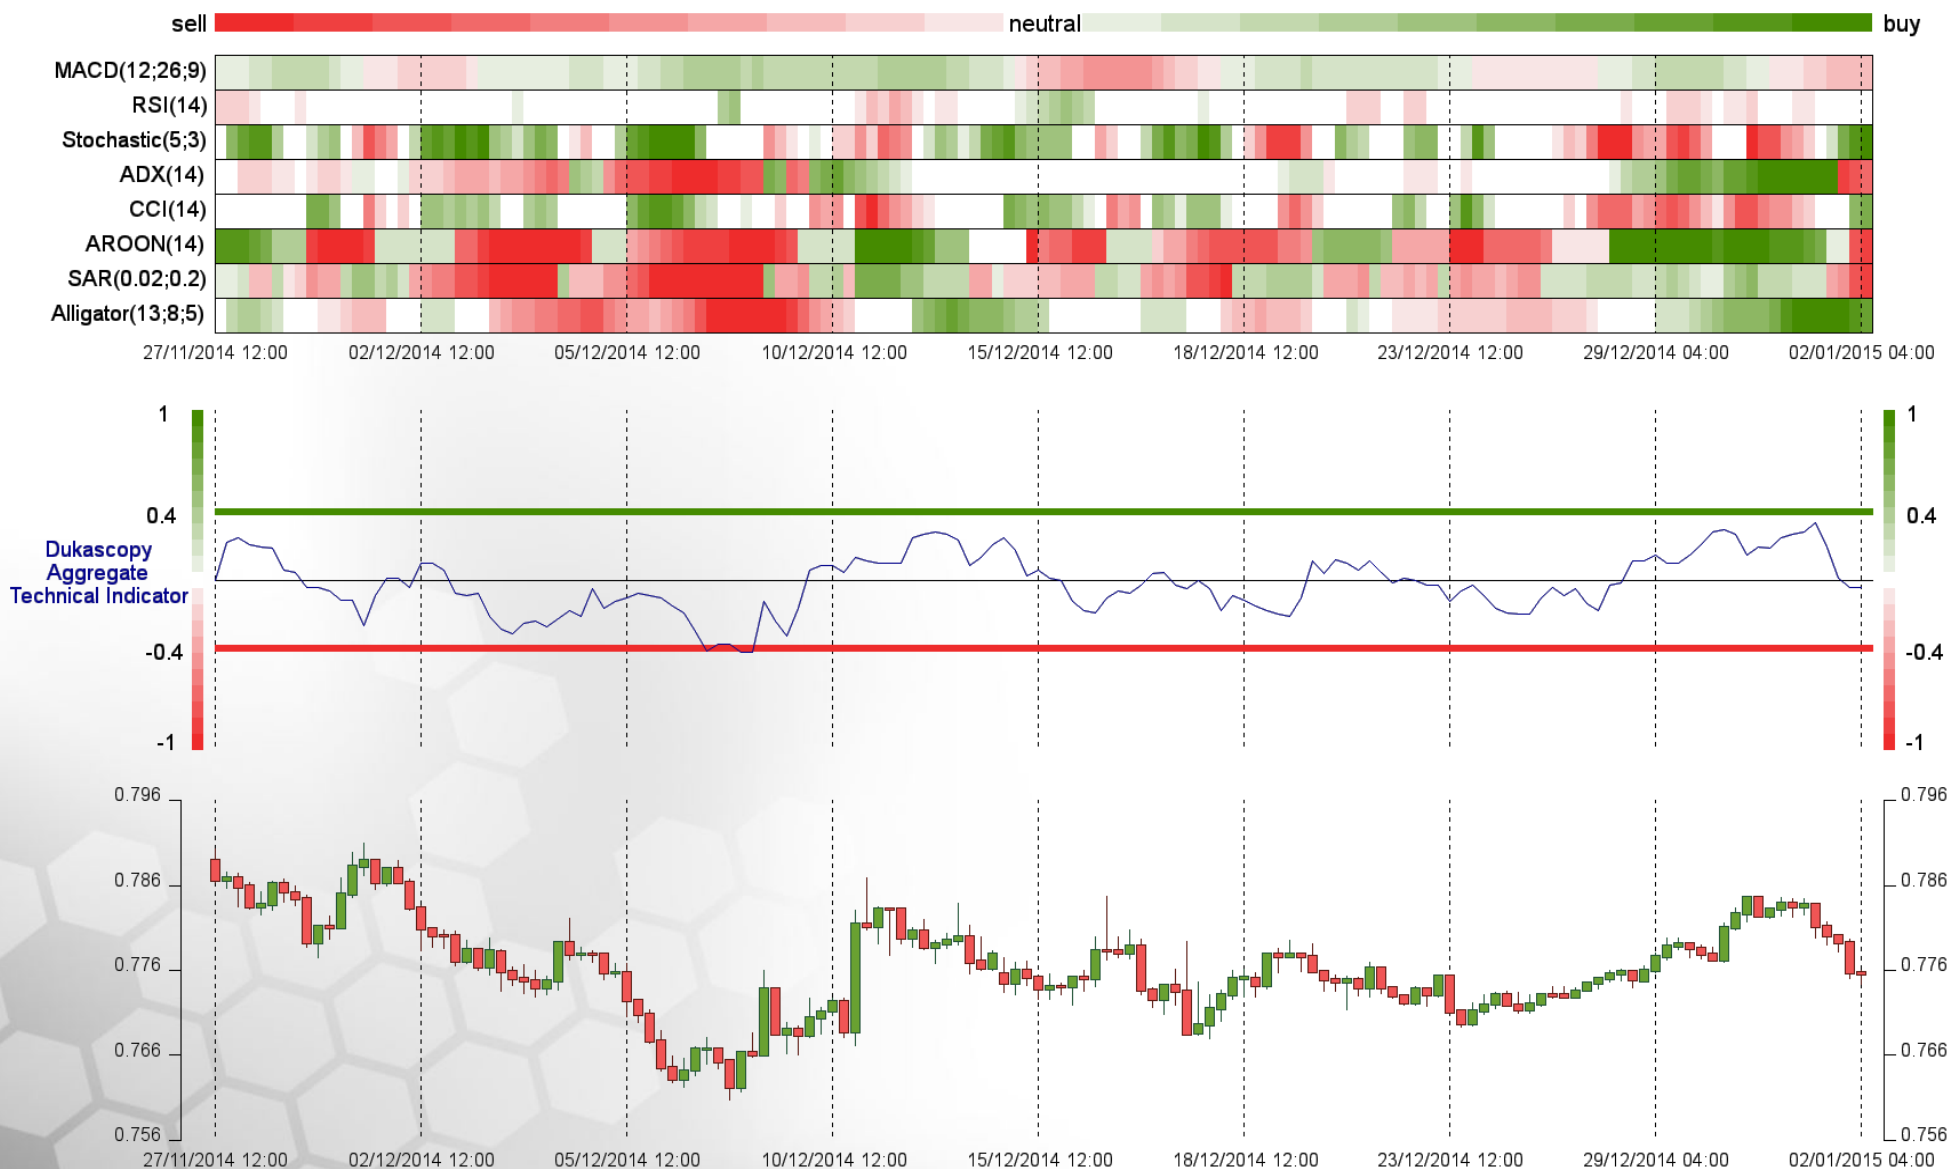 sell neutral buy
MACD(12;26;9)
RSI(14)
Stochastic(5;3)
ADX(14)
CCI(14)
AROON(14)
SAR(0.02;0.2)
Alligator(13;8;5)
27/11/2014 12:00 02/12/2014 12:00 05/12/2014 12:00 10/12/2014 12:00 15/12/2014 12:00 18/12/2014 12:00 23/12/2014 12:00 29/12/2014 04:00 02/01/2015 04:00
1 1
0.4 0.4
Dukascopy
Aggregate
Technical Indicator
-0.4 -0.4
-1 -1
0.796 0.796
0.786 0.786
0.776 0.776
0.766 0.766
0.756 0.756
27/11/2014 12:00 02/12/2014 12:00 05/12/2014 12:00 10/12/2014 12:00 15/12/2014 12:00 18/12/2014 12:00 23/12/2014 12:00 29/12/2014 04:00 02/01/2015 04:00